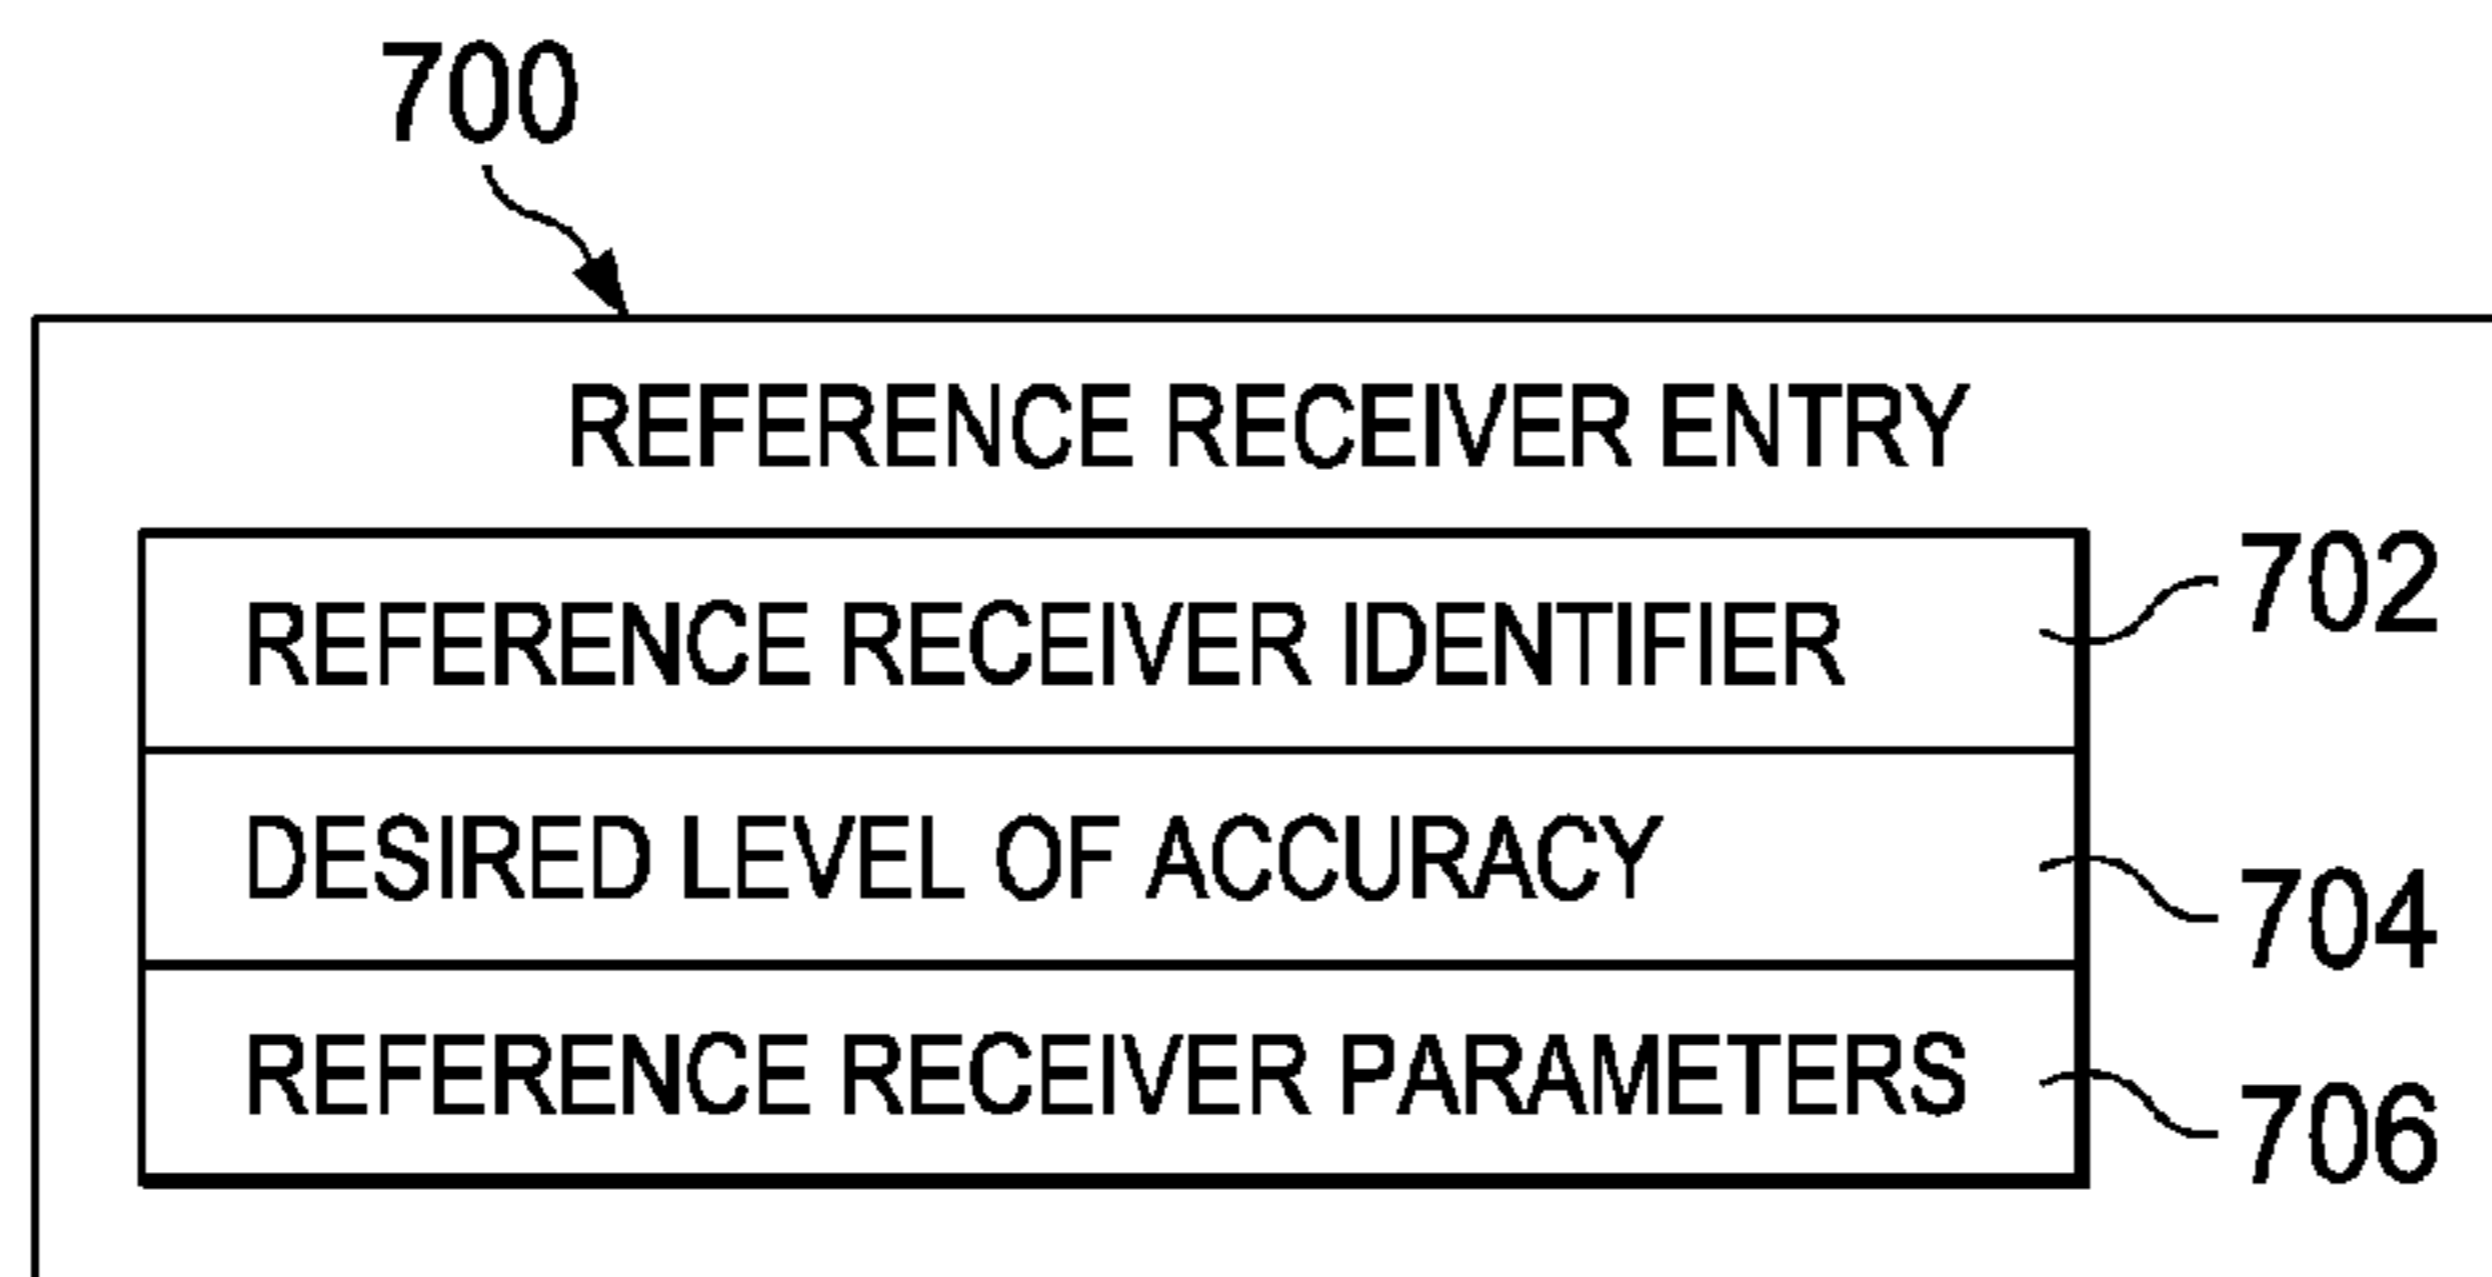 700
REFERENCE RECEIVER ENTRY
REFERENCE RECEIVER IDENTIFIER
702
DESIRED LEVEL OF ACCURACY
704
REFERENCE RECEIVER PARAMETERS
706